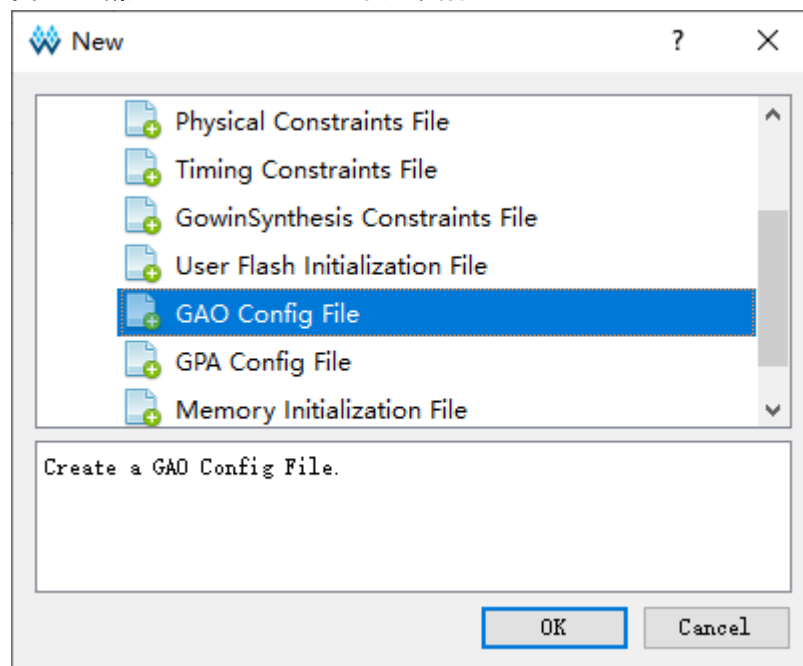 New
?
Physical Constraints File
Timing Constraints File
GowinSynthesis Constraints File
User Flash Initialization File
GAO Config File
GPA Config File
Memory Initialization File
Create a GAO Config File.
OK Cancel